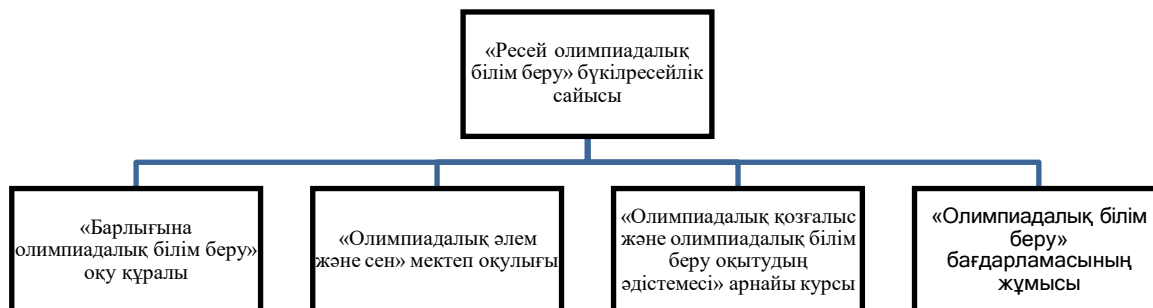 «Ресей олимпиадалық
білім беру» бүкілресейлік
сайысы
«Барлығына
олимпиадалық білім беру»
оқу құралы
«Олимпиадалық әлем
және сен» мектеп оқулығы
«Олимпиадалық қозғалыс
және олимпиадалық білім
беру оқытудың
әдістемесі» арнайы курсы
«Олимпиадалық білім
беру»
бағдарламасының
жұмысы